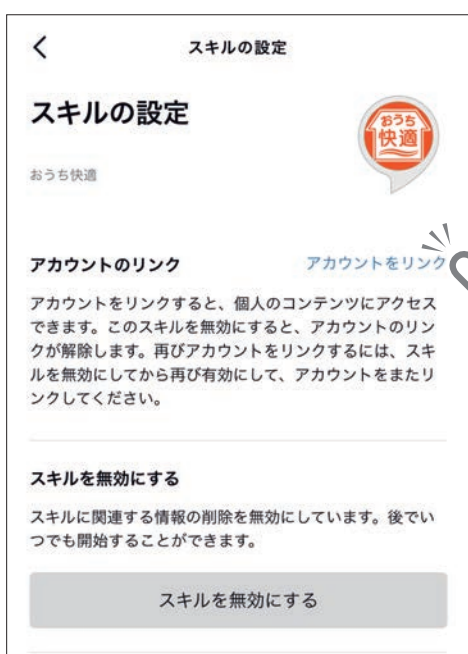 スキルの設定
スキルの設定
おうち
快適
おうち快適
アカウントのリンク
アカウントをリンク
アカウントをリンクすると、個人のコンテンツにアクセス
できます。このスキルを無効にすると、アカウントのリン
クが解除します。再びアカウントをリンクするには、スキ
ルを無効にしてから再び有効にして、アカウントをまたリ
ンクしてください。
スキルを無効にする
スキルに関連する情報の削除を無効にしています。後でい
つでも開始することができます。
スキルを無効にする